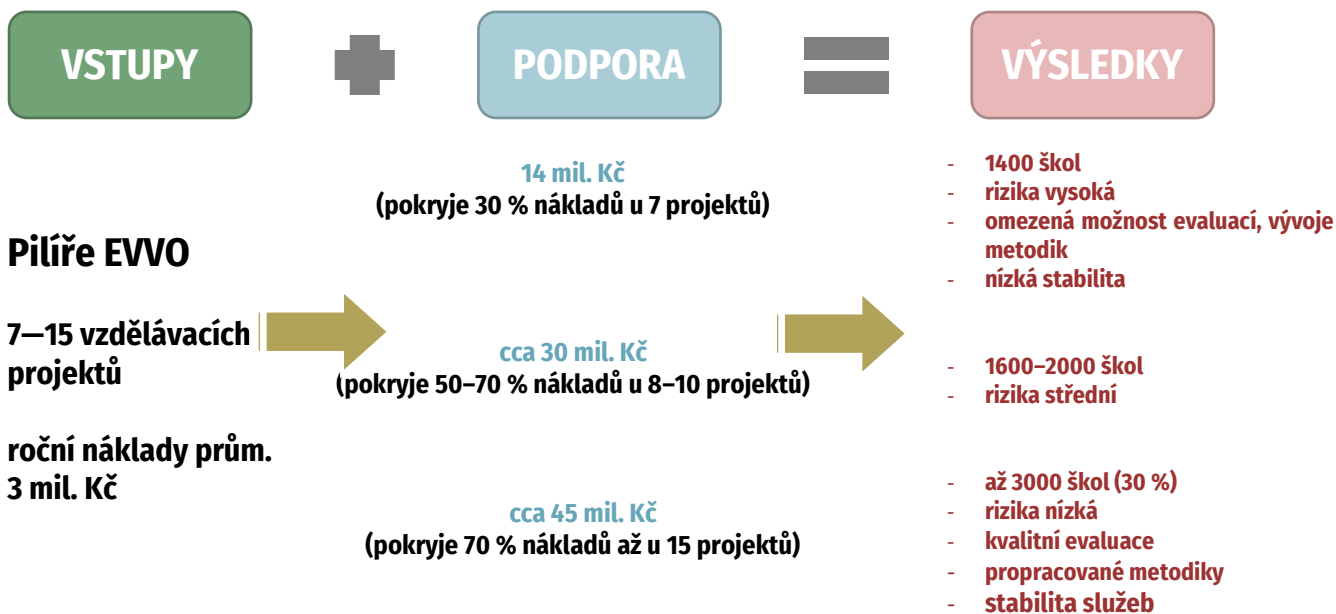 VSTUPY
PODPORA
VÝSLEDKY
Pilíře EVVO
7—15 vzdělávacích
projektů
roční náklady prům.
3 mil. Kč
14 mil. Kč
(pokryje 30 % nákladů u 7 projektů)
cca 30 mil. Kč
(pokryje 50–70 % nákladů u 8–10 projektů)
cca 45 mil. Kč
(pokryje 70 % nákladů až u 15 projektů)
- 1400 škol
- rizika vysoká
- omezená možnost evaluací, vývoje
metodik
- nízká stabilita
- 1600–2000 škol
- rizika střední
- až 3000 škol (30 %)
- rizika nízká
- kvalitní evaluace
- propracované metodiky
- stabilita služeb